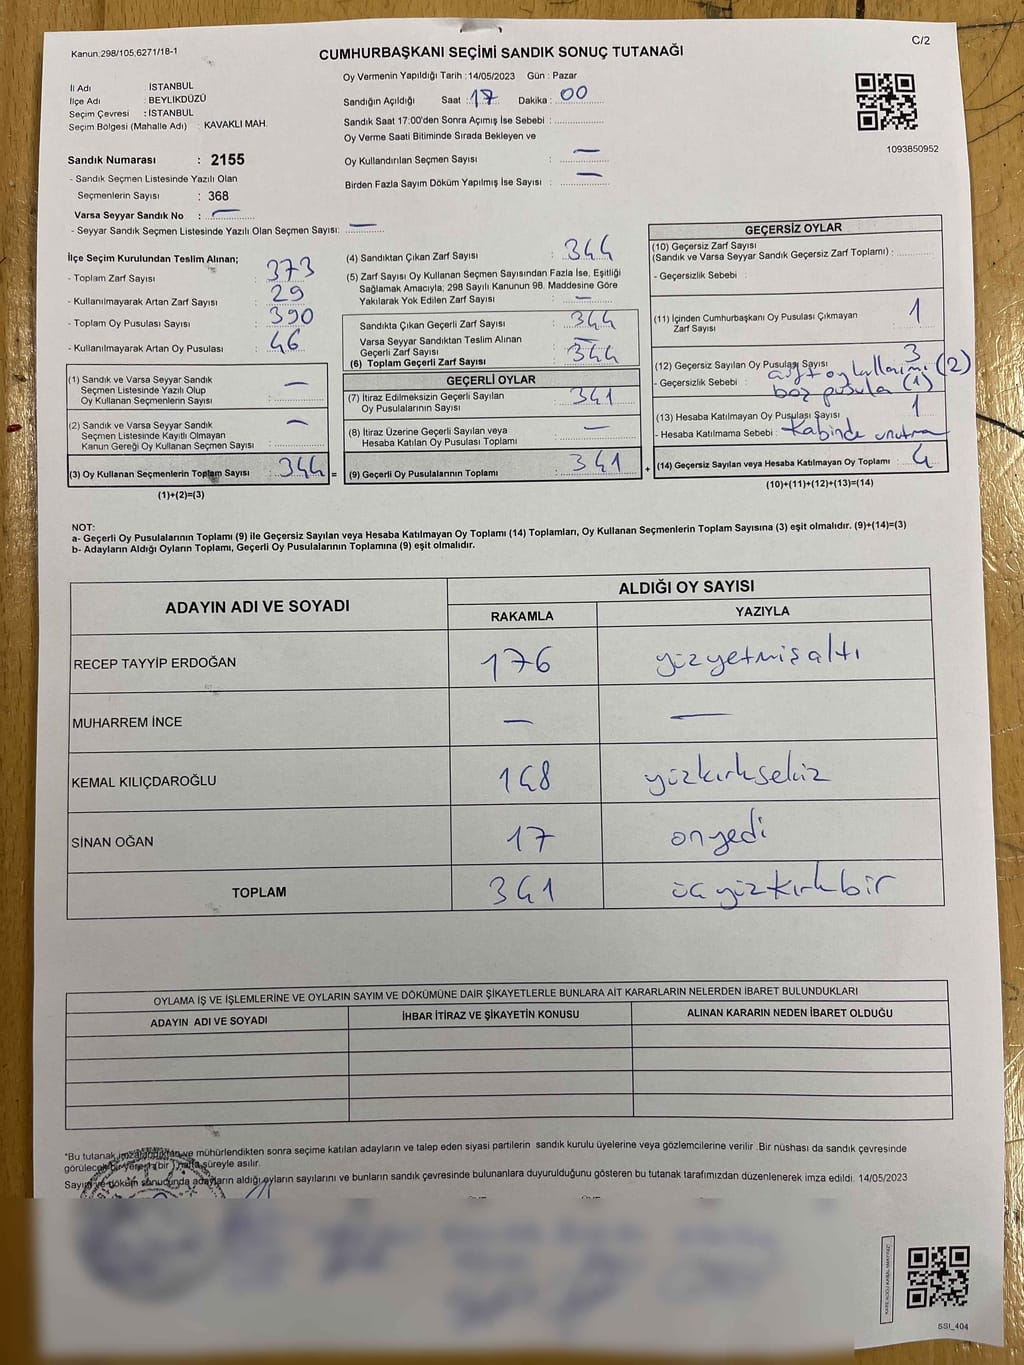 Kanun;298/105,6271/18-1
C/2
CUMHURBAŞKANI SEÇİMİ SANDIK SONUÇ TUTANAĞI
İl Adı : İSTANBUL
İlçe Adı : BEYLİKDÜZÜ
Seçim Çevresi : İSTANBUL
Seçim Bölgesi (Mahalle Adı) : KAVAKLI MAH.
Oy Vermenin Yapıldığı Tarih : 14/05/2023 Gün : Pazar
Sandığın Açıldığı Saat : 17 Dakika : 00
Sandık Saat 17:00'den Sonra Açımış İse Sebebi :
Oy Verme Saati Bitiminde Sırada Bekleyen ve
Oy Kullandırılan Seçmen Sayısı : —
Birden Fazla Sayım Döküm Yapılmış İse Sayısı : —
1093850952
Sandık Numarası : 2155
- Sandık Seçmen Listesinde Yazılı Olan
Seçmenlerin Sayısı : 368
Varsa Seyyar Sandık No : —
- Seyyar Sandık Seçmen Listesinde Yazılı Olan Seçmen Sayısı: —
İlçe Seçim Kurulundan Teslim Alınan;
- Toplam Zarf Sayısı : 373
- Kullanılmayarak Artan Zarf Sayısı : 29
- Toplam Oy Pusulası Sayısı : 390
- Kullanılmayarak Artan Oy Pusulası : 46
(1) Sandık ve Varsa Seyyar Sandık
Seçmen Listesinde Yazılı Olup
Oy Kullanan Seçmenlerin Sayısı : —
(2) Sandık ve Varsa Seyyar Sandık
Seçmen Listesinde Kayıtlı Olmayan
Kanun Gereği Oy Kullanan Seçmen Sayısı : —
(3) Oy Kullanan Seçmenlerin Toplam Sayısı : 344 =
(1)+(2)=(3)
(4) Sandıktan Çıkan Zarf Sayısı : 344
(5) Zarf Sayısı Oy Kullanan Seçmen Sayısından Fazla İse, Eşitliği
Sağlamak Amacıyla; 298 Sayılı Kanunun 98. Maddesine Göre
Yakılarak Yok Edilen Zarf Sayısı : —
Sandıkta Çıkan Geçerli Zarf Sayısı : 344
Varsa Seyyar Sandıktan Teslim Alınan
Geçerli Zarf Sayısı : —
(6) Toplam Geçerli Zarf Sayısı : 344
GEÇERLİ OYLAR
(7) İtiraz Edilmeksizin Geçerli Sayılan
Oy Pusulalarının Sayısı : 341
(8) İtiraz Üzerine Geçerli Sayılan veya
Hesaba Katılan Oy Pusulası Toplamı : —
(9) Geçerli Oy Pusulalarının Toplamı : 341 +
GEÇERSİZ OYLAR
(10) Geçersiz Zarf Sayısı
(Sandık ve Varsa Seyyar Sandık Geçersiz Zarf Toplamı) :
- Geçersizlik Sebebi :
(11) İçinden Cumhurbaşkanı Oy Pusulası Çıkmayan
Zarf Sayısı : 1
(12) Geçersiz Sayılan Oy Pusulası Sayısı : 3
- Geçersizlik Sebebi : çift oy kullanımı (2)
boş pusula (1)
(13) Hesaba Katılmayan Oy Pusulası Sayısı : 1
- Hesaba Katılmama Sebebi : Kabinde unutma
(14) Geçersiz Sayılan veya Hesaba Katılmayan Oy Toplamı : 4
(10)+(11)+(12)+(13)=(14)
NOT:
a- Geçerli Oy Pusulalarının Toplamı (9) ile Geçersiz Sayılan veya Hesaba Katılmayan Oy Toplamı (14) Toplamları, Oy Kullanan Seçmenlerin Toplam Sayısına (3) eşit olmalıdır. (9)+(14)=(3)
b- Adayların Aldığı Oyların Toplamı, Geçerli Oy Pusulalarının Toplamına (9) eşit olmalıdır.
ADAYIN ADI VE SOYADI
ALDIĞI OY SAYISI
RAKAMLA YAZIYLA
RECEP TAYYİP ERDOĞAN 176 yüzyetmişaltı
MUHARREM İNCE — —
KEMAL KILIÇDAROĞLU 148 yüzkırksekiz
SİNAN OĞAN 17 onyedi
TOPLAM 341 üçyüzkırkbir
OYLAMA İŞ VE İŞLEMLERİNE VE OYLARIN SAYIM VE DÖKÜMÜNE DAİR ŞİKAYETLERLE BUNLARA AİT KARARLARIN NELERDEN İBARET BULUNDUKLARI
ADAYIN ADI VE SOYADI İHBAR İTİRAZ VE ŞİKAYETİN KONUSU ALINAN KARARIN NEDEN İBARET OLDUĞU
*Bu tutanak imzalandıktan ve mühürlendikten sonra seçime katılan adayların ve talep eden siyasi partilerin sandık kurulu üyelerine veya gözlemcilerine verilir .Bir nüshası da sandık çevresinde
görülecek bir yere 1 (bir ) hafta süreyle asılır.
Sayım ve döküm sonucunda adayların aldığı oyların sayılarını ve bunların sandık çevresinde bulunanlara duyurulduğunu gösteren bu tutanak tarafımızdan düzenlenerek imza edildi. 14/05/2023
SSI_404